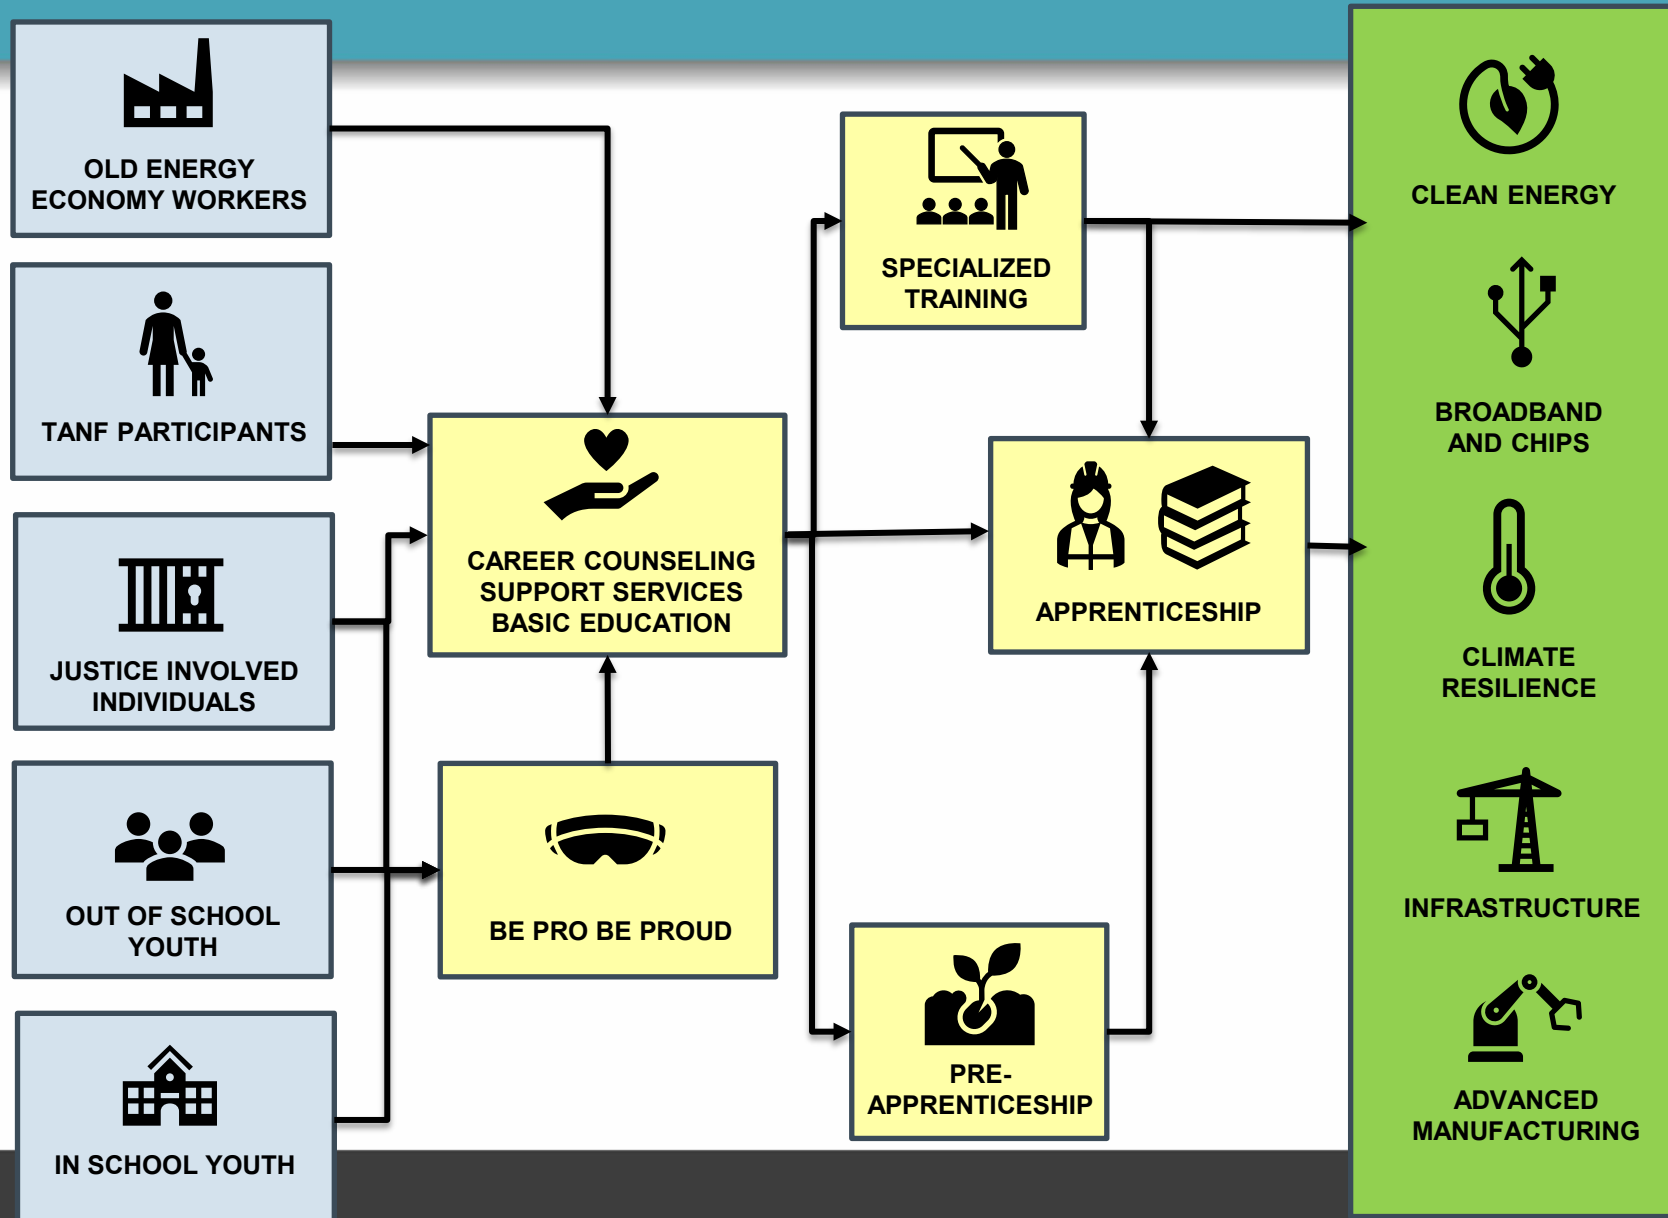 OLD ENERGY
ECONOMY WORKERS
TANF PARTICIPANTS
JUSTICE INVOLVED
INDIVIDUALS
OUT OF SCHOOL
YOUTH
IN SCHOOL YOUTH
CAREER COUNSELING
SUPPORT SERVICES
BASIC EDUCATION
BE PRO BE PROUD
SPECIALIZED
TRAINING
APPRENTICESHIP
PRE-
APPRENTICESHIP
CLEAN ENERGY
BROADBAND
AND CHIPS
CLIMATE
RESILIENCE
INFRASTRUCTURE
ADVANCED
MANUFACTURING